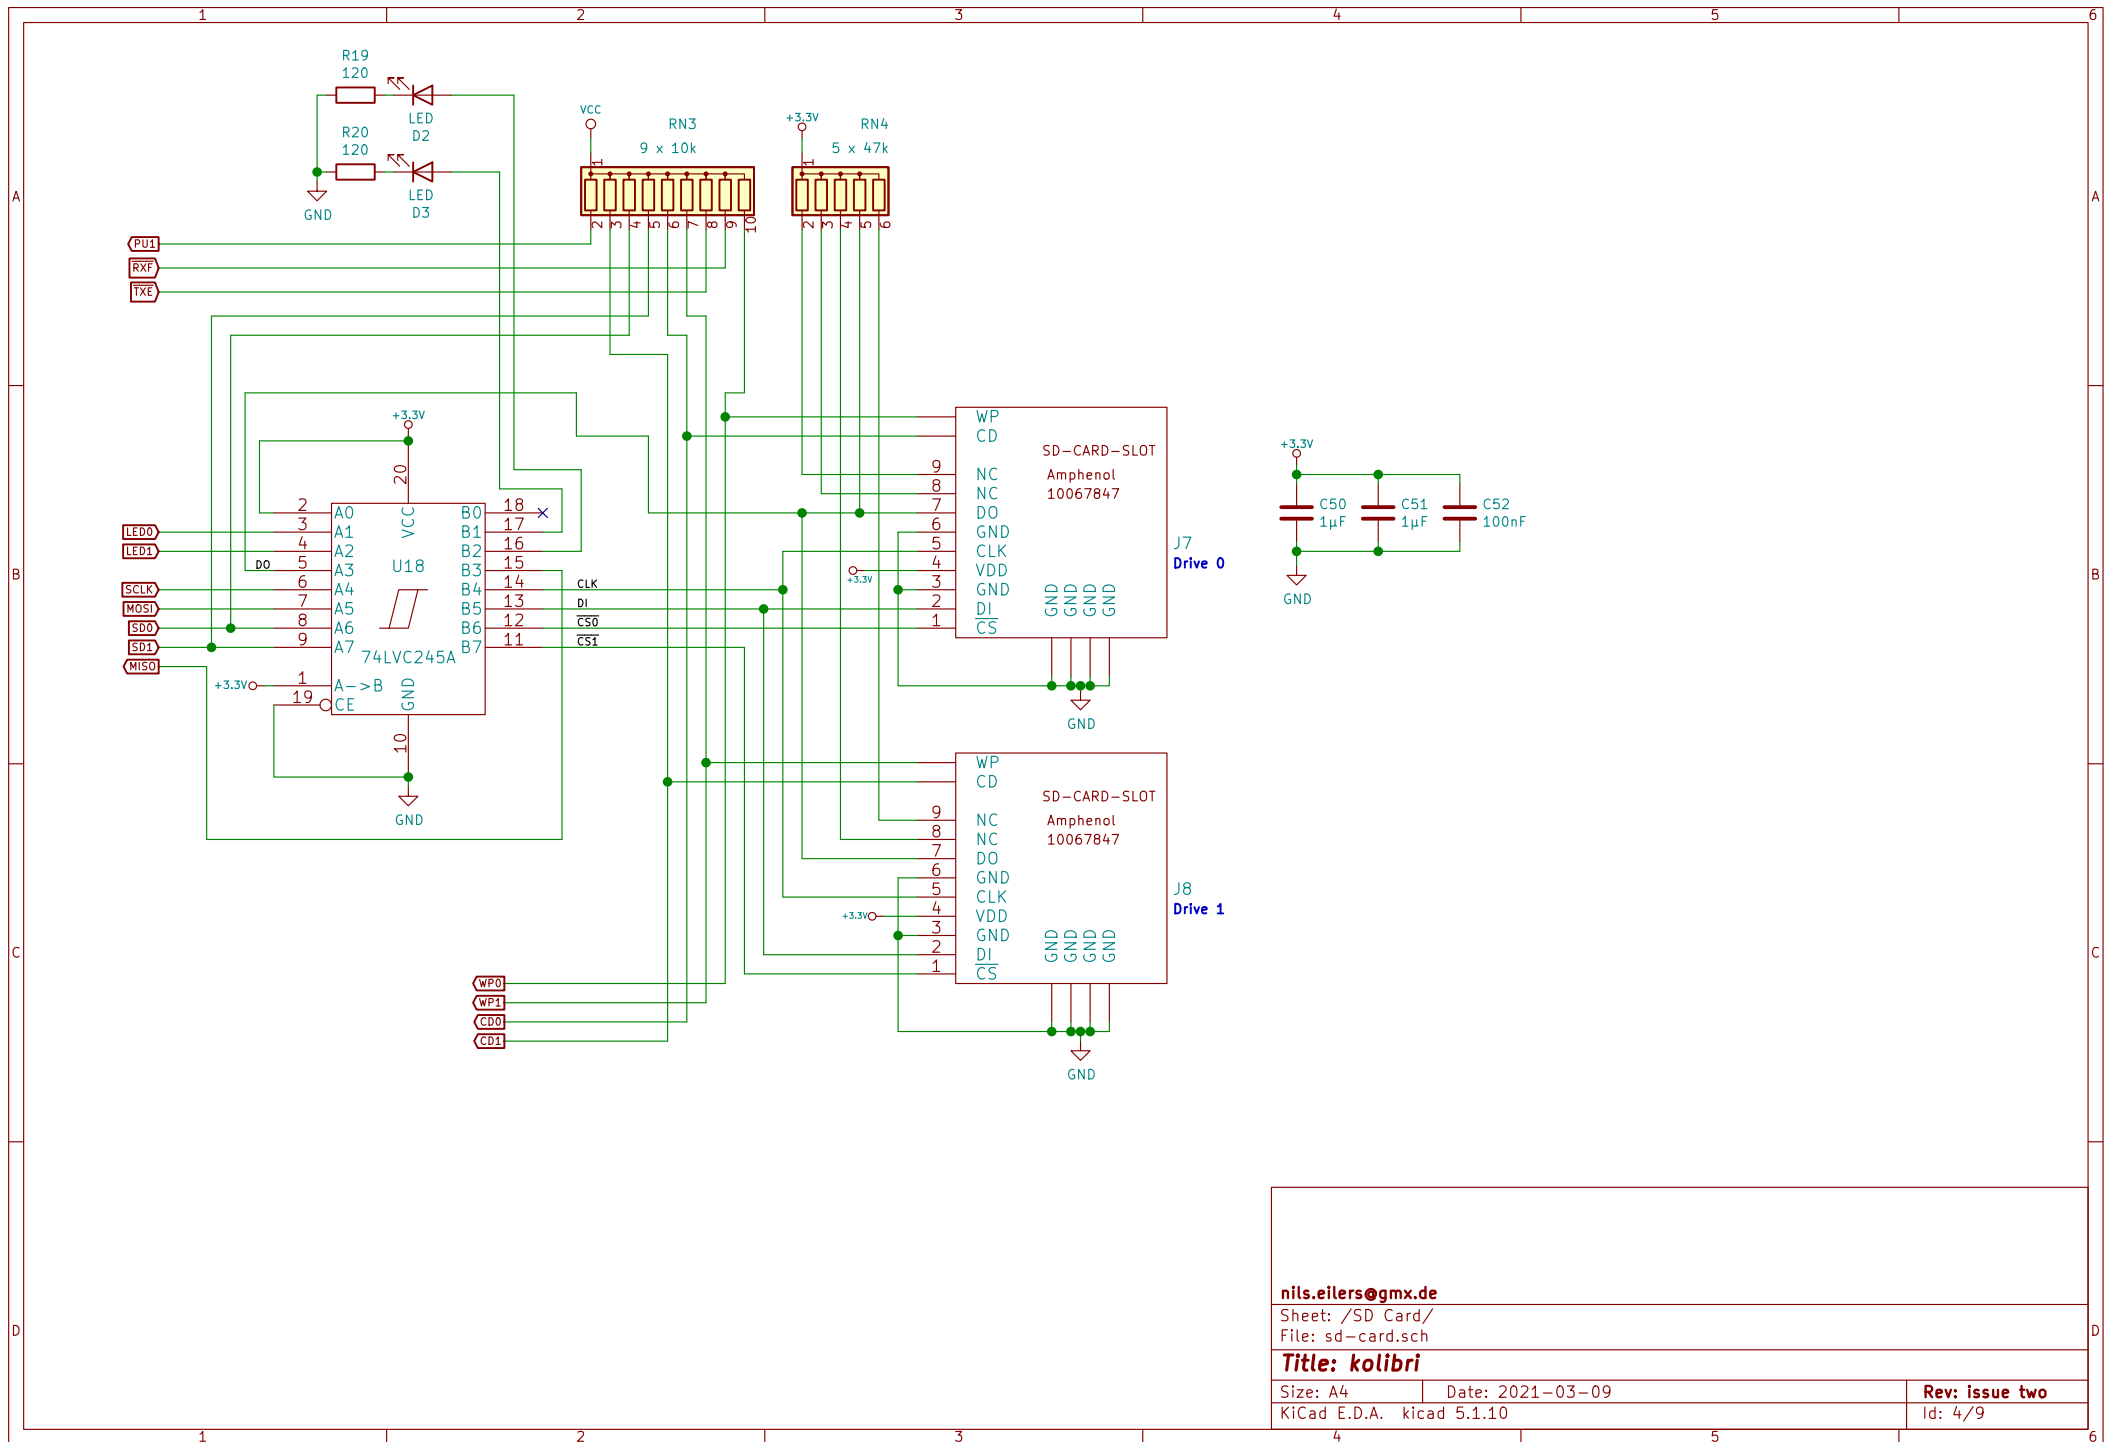 1 2 3 4 5 6
R19
120
LED
D2
R20
120
LED
D3
GND
VCC
RN3
9 x 10k
1
2 3 4 5 6 7 8 9 10
+3.3V
RN4
5 x 47k
1
2 3 4 5 6
A A
PU1
RXF
TXE
+3.3V
20
VCC
2 A0 B0 18
LED0 3 A1 B1 17
LED1 4 A2 B2 16
DO 5 A3 B3 15
U18
SCLK 6 A4 B4 14 CLK
MOSI 7 A5 B5 13 DI
SD0 8 A6 B6 12 CS0
SD1 9 A7 B7 11 CS1
MISO
74LVC245A
+3.3V 1 A->B
19 CE
GND
10
GND
WP
CD
SD-CARD-SLOT
Amphenol
10067847
9 NC
8 NC
7 DO
6 GND
5 CLK
+3.3V 4 VDD
3 GND
2 DI
1 CS
GND GND GND GND
J7
Drive 0
GND
+3.3V
C50
1µF
C51
1µF
C52
100nF
GND
B B
WP
CD
SD-CARD-SLOT
Amphenol
10067847
9 NC
8 NC
7 DO
6 GND
5 CLK
+3.3V 4 VDD
3 GND
2 DI
1 CS
GND GND GND GND
J8
Drive 1
GND
C C
WP0
WP1
CD0
CD1
D D
nils.eilers@gmx.de
Sheet: /SD Card/
File: sd-card.sch
Title: kolibri
Size: A4 Date: 2021-03-09 Rev: issue two
KiCad E.D.A. kicad 5.1.10 Id: 4/9
1 2 3 4 5 6